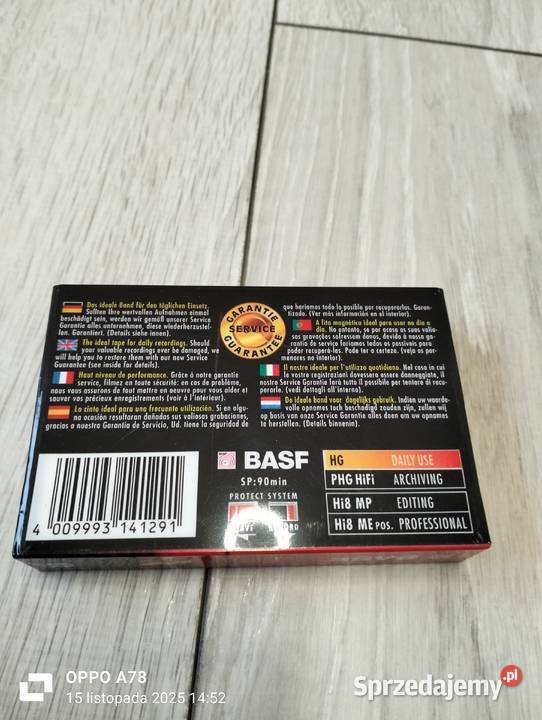 Das ideale Band für den täglichen Einsatz.
Sollten Ihre wertvollen Aufnahmen einmal
beschädigt sein, werden wir gemäß unserer Service
Garantie alles unternehmen, diese wiederherzustel-
len. Garantiert. (Details siehe innen).
The ideal tape for daily recordings. Should
your valuable recordings ever be damaged, we
will help you to restore them with our new Service
Guarantee (see inside for details).
Haut niveau de performance. Grâce à notre garantie
service, filmez en toute sécurité: en cas de problème,
nous vous assurons de tout mettre en oeuvre pour vous aider et
sauver vos précieux enregistrements (voir à l'intérieur).
La cinta ideal para una frecuente utilización. Si en algu-
na ocasión resultaran dañadas sus valiosas grabaciones,
gracias a nuestra Garantía de Servicio, Ud. tiene la seguridad de
GARANTIE
SERVICE
GUARANTEE
que haríamos todo lo posible por recuperarlas. Garan-
tizado. (Ver más información en el interior).
A fita magnética ideal para usar no dia a
dia. No entanto, se por acaso as suas valio-
sas gravações sofressem danos, devido à nossa ga-
rantia de service faríamos todos os possíveis para
poder recuperá-las. Pode ter a certeza. (veja os por-
menores no interior).
Il nostro ideale per l'utilizzo quotidiano. Nel caso in cui
le vostre registrazioni dovessero essere danneggiate, il
nostro Service Garantia farà tutto il possibile per tentare di recu-
perarle. (vedi dettagli all'interno).
De ideale band voor dagelijks gebruik. Indien uw waarde-
volle opnames toch beschadigd zouden zijn, zullen wij
op basis van onze Service Garantie alles doen om uw opnames
te herstellen. (Details binnenin).
BASF
SP:90min
PROTECT SYSTEM
SAVE
RECORD
HG DAILY USE
PHG HiFi ARCHIVING
Hi8 MP EDITING
Hi8 ME POS. PROFESSIONAL
4 009993 141291
OPPO A78
15 listopada 2025 14:52
Sprzedajemy.pl